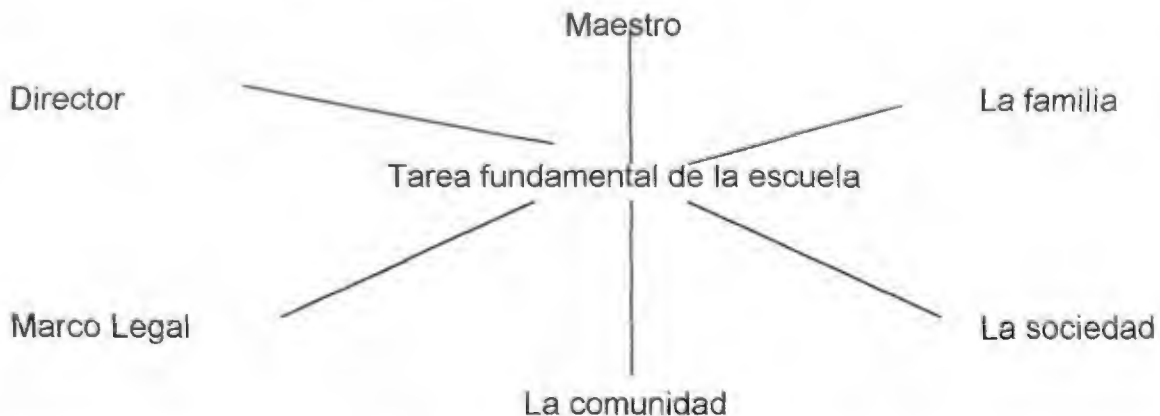 Maestro
Director
La familia
Tarea fundamental de la escuela
Marco Legal
La sociedad
La comunidad